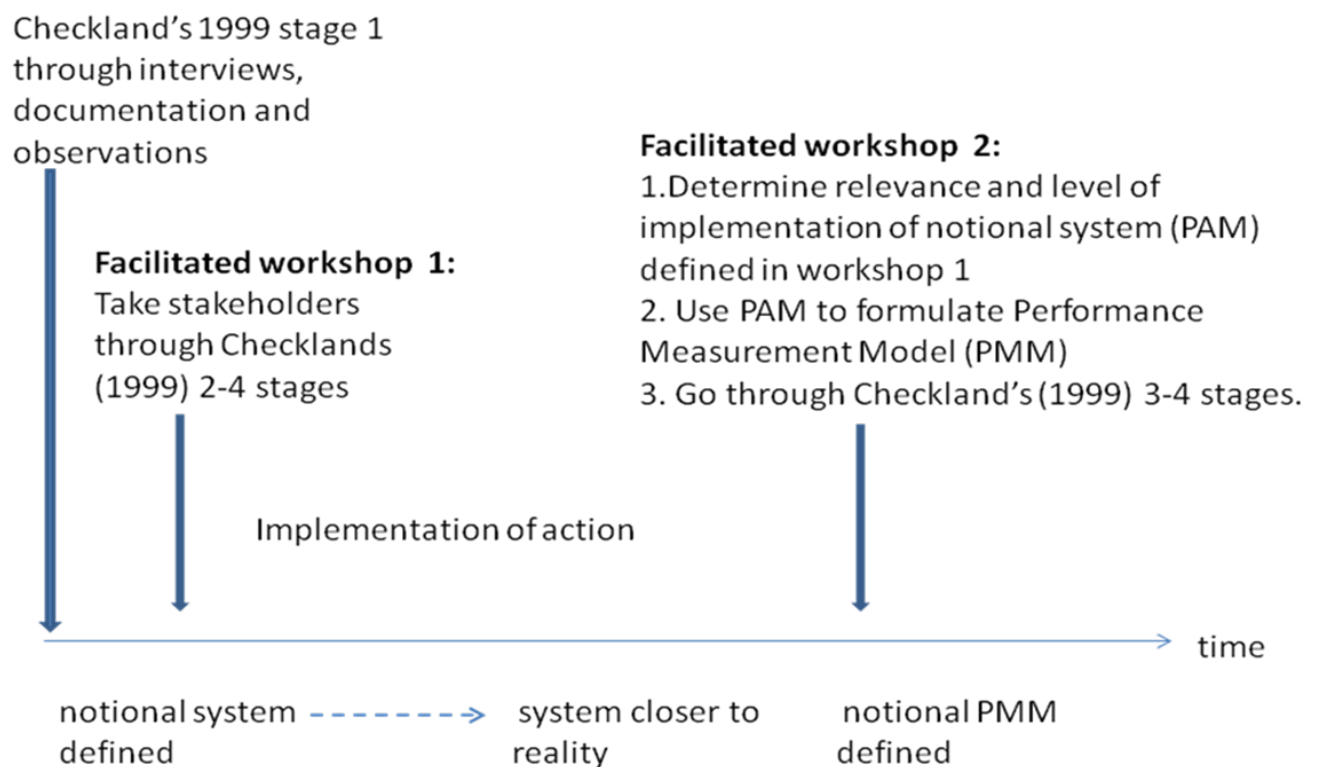 Checkland’s 1999 stage 1
through interviews,
documentation and
observations
Facilitated workshop 1:
Take stakeholders
through Checklands
(1999) 2-4 stages
Facilitated workshop 2:
1.Determine relevance and level of
implementation of notional system (PAM)
defined in workshop 1
2. Use PAM to formulate Performance
Measurement Model (PMM)
3. Go through Checkland’s (1999) 3-4 stages.
Implementation of action
time
notional system
defined
system closer to
reality
notional PMM
defined